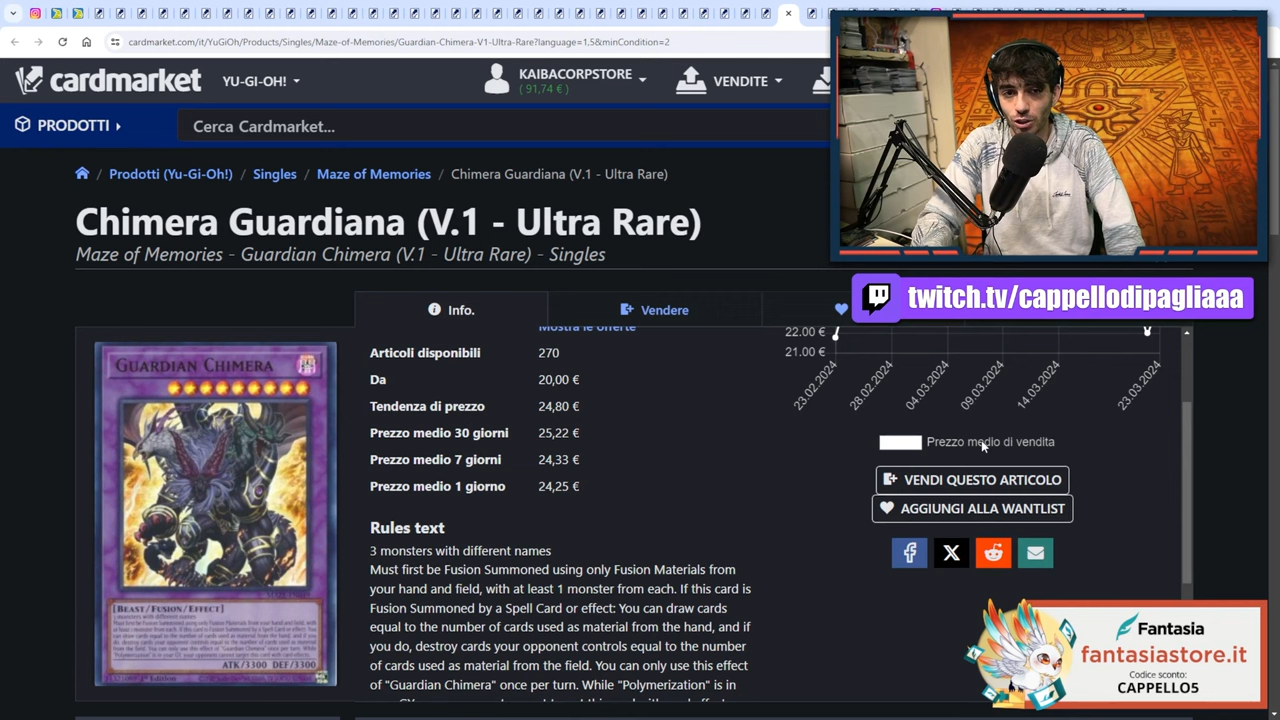 cardmarket.com/it/YuGiOh/Products/Singles/Maze-of-Memories/Guardian-Chimera-V1-Ultra-Rare?language=1,5&minCondition=2
cardmarket
YU-GI-OH!
KAIBACORPSTORE
( 91,74 € )
VENDITE
PRODOTTI
Cerca Cardmarket...
/ Prodotti (Yu-Gi-Oh!) / Singles / Maze of Memories / Chimera Guardiana (V.1 - Ultra Rare)
Chimera Guardiana (V.1 - Ultra Rare)
Maze of Memories - Guardian Chimera (V.1 - Ultra Rare) - Singles
twitch.tv/cappellodipagliaaa
Info.
Vendere
Mostra le offerte
Articoli disponibili 270
Da 20,00 €
Tendenza di prezzo 24,80 €
Prezzo medio 30 giorni 25,22 €
Prezzo medio 7 giorni 24,33 €
Prezzo medio 1 giorno 24,25 €
Rules text
3 monsters with different names
Must first be Fusion Summoned using only Fusion Materials from
your hand and field, with at least 1 monster from each. If this card is
Fusion Summoned by a Spell Card or effect: You can draw cards
equal to the number of cards used as material from the hand, and if
you do, destroy cards your opponent controls equal to the number
of cards used as material from the field. You can only use this effect
of "Guardian Chimera" once per turn. While "Polymerization" is in
GUARDIAN CHIMERA
[BEAST/FUSION/EFFECT]
3 monsters with different names
ATK/3300 DEF/3300
1st Edition
22.00 €
21.00 €
23.02.2024
28.02.2024
04.03.2024
09.03.2024
14.03.2024
23.03.2024
Prezzo medio di vendita
VENDI QUESTO ARTICOLO
AGGIUNGI ALLA WANTLIST
Fantasia
fantasiastore.it
Codice sconto:
CAPPELLO5